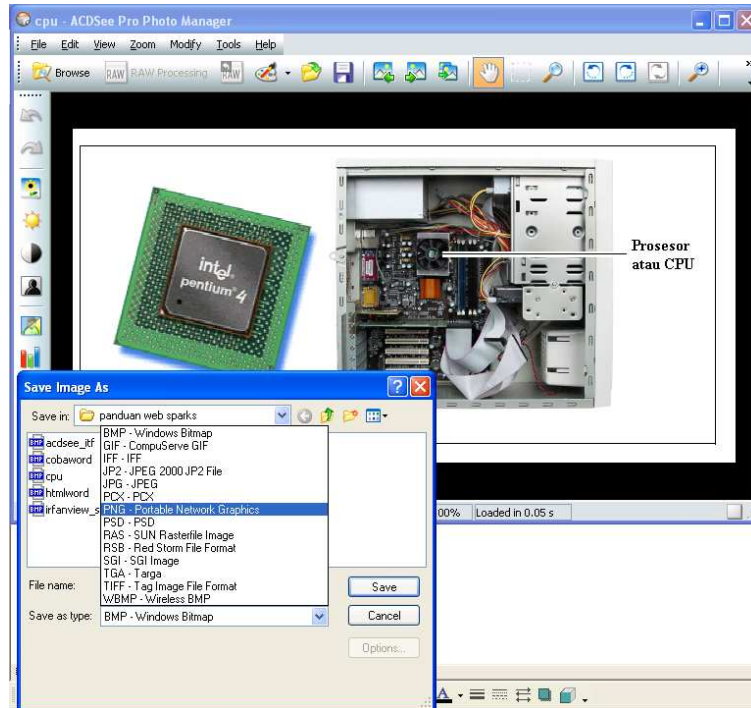 cpu - ACDSee Pro Photo Manager
File Edit View Zoom Modify Tools Help
Browse RAW RAW Processing RAW
intel
pentium 4
Prosesor
atau CPU
Save Image As
Save in: panduan web sparks
acdsee_itf
cobaword
cpu
htmlword
irfanview_s
BMP - Windows Bitmap
GIF - CompuServe GIF
IFF - IFF
JP2 - JPEG 2000 JP2 File
JPG - JPEG
PCX - PCX
PNG - Portable Network Graphics
PSD - PSD
RAS - SUN Rasterfile Image
RSB - Red Storm File Format
SGI - SGI Image
TGA - Targa
TIFF - Tag Image File Format
WBMP - Wireless BMP
00% Loaded in 0.05 s
File name:
Save
Save as type: BMP - Windows Bitmap
Cancel
Options...